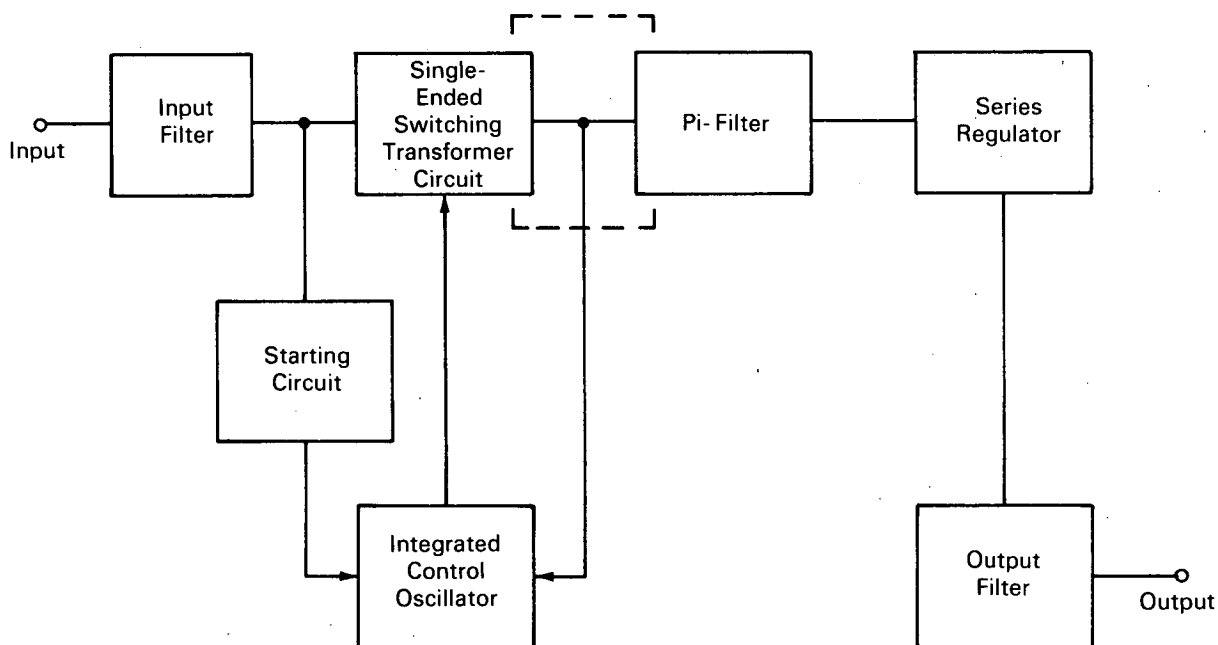 Input
Input
Filter
Single-
Ended
Switching
Transformer
Circuit
Pi-Filter
Series
Regulator
Starting
Circuit
Integrated
Control
Oscillator
Output
Filter
Output